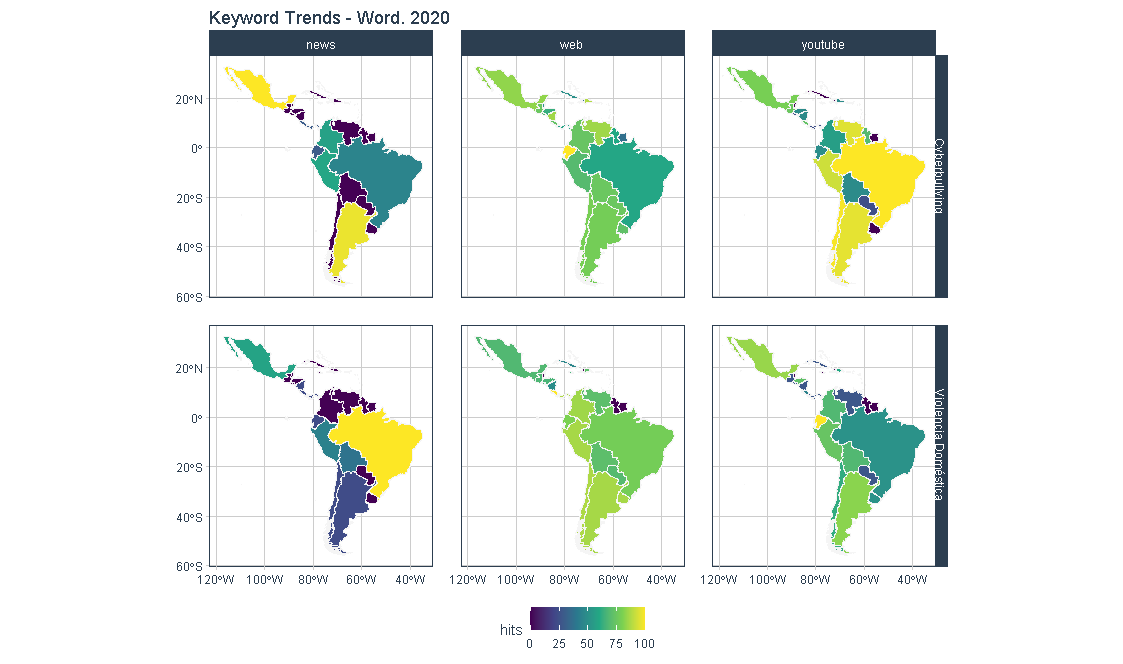 Keyword Trends - Word. 2020
news
web
youtube
20°N
0°
20°S
40°S
60°S
Cyberbullying
20°N
0°
20°S
40°S
60°S
Violencia Doméstica
120°W 100°W 80°W 60°W 40°W
120°W 100°W 80°W 60°W 40°W
120°W 100°W 80°W 60°W 40°W
hits
0 25 50 75 100